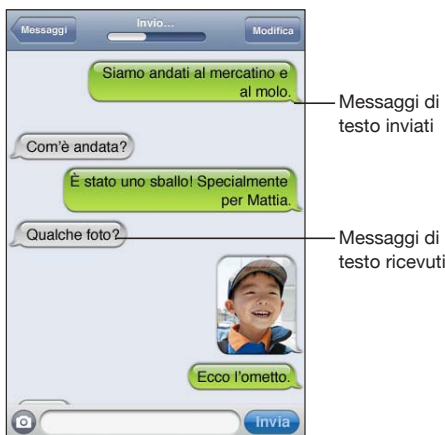 Messaggi
Invio...
Modifica
Siamo andati al mercatino e
al molo.
Messaggi di
testo inviati
Com'è andata?
È stato uno sballo! Specialmente
per Mattia.
Qualche foto?
Messaggi di
testo ricevuti
Ecco l'ometto.
Invia